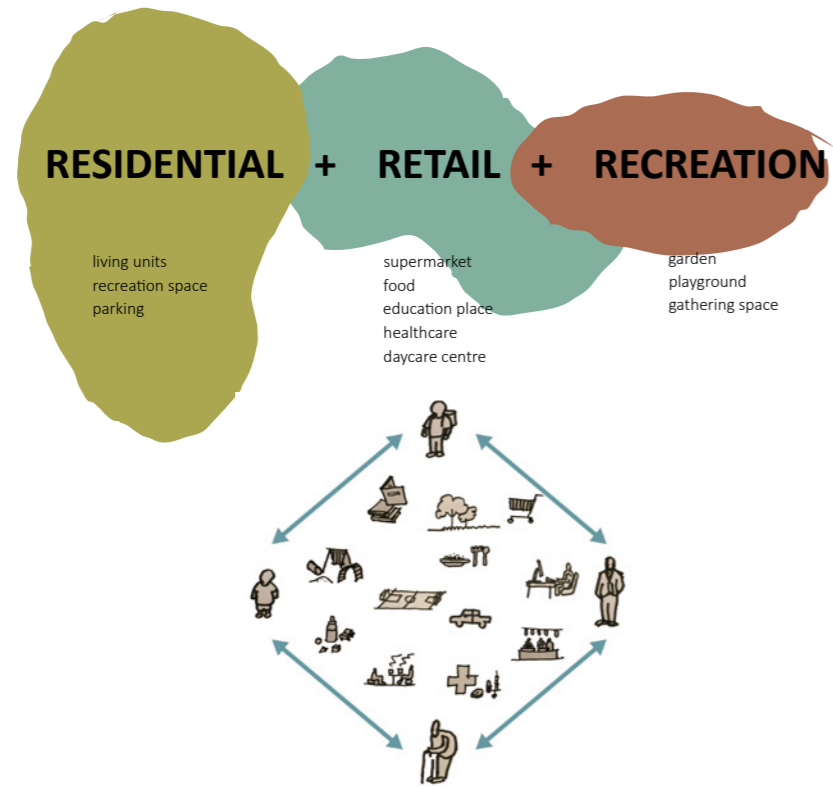 RESIDENTIAL + RETAIL + RECREATION
living units
recreation space
parking
supermarket
food
education place
healthcare
daycare centre
garden
playground
gathering space